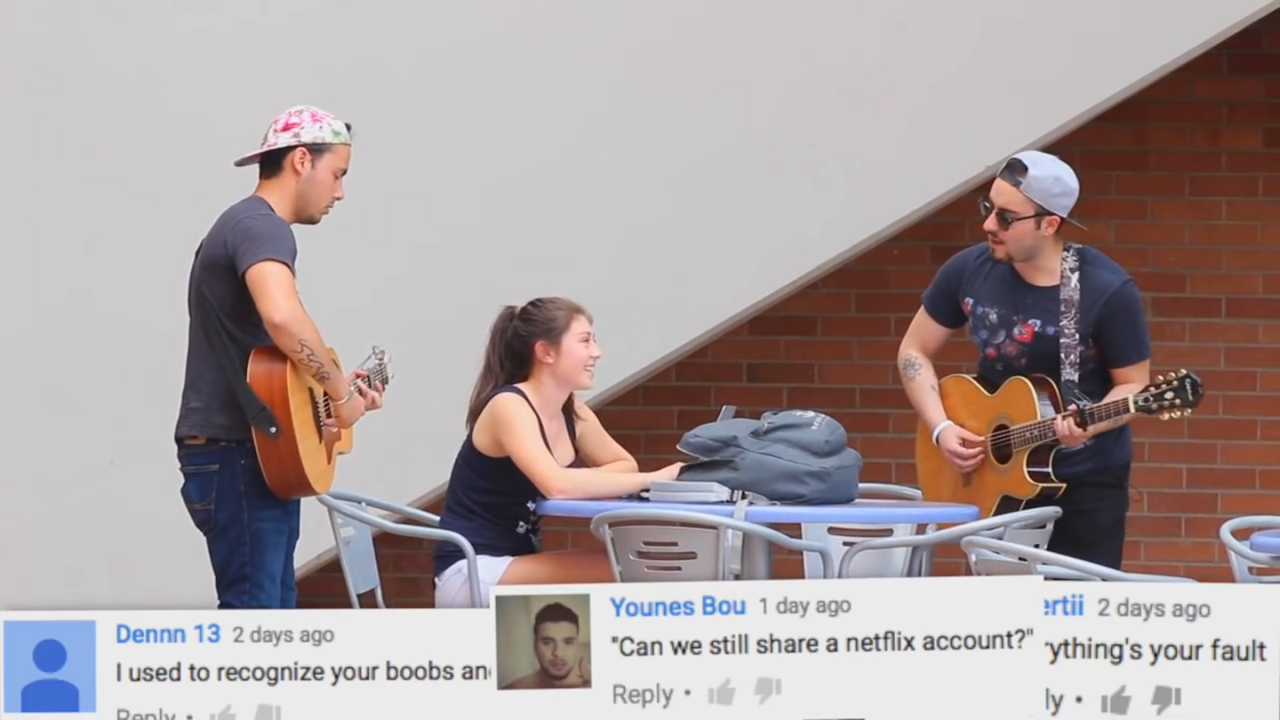 Dennn 13 2 days ago
I used to recognize your boobs an
Reply •
Younes Bou 1 day ago
"Can we still share a netflix account?"
Reply •
ertii 2 days ago
rything's your fault
ly •